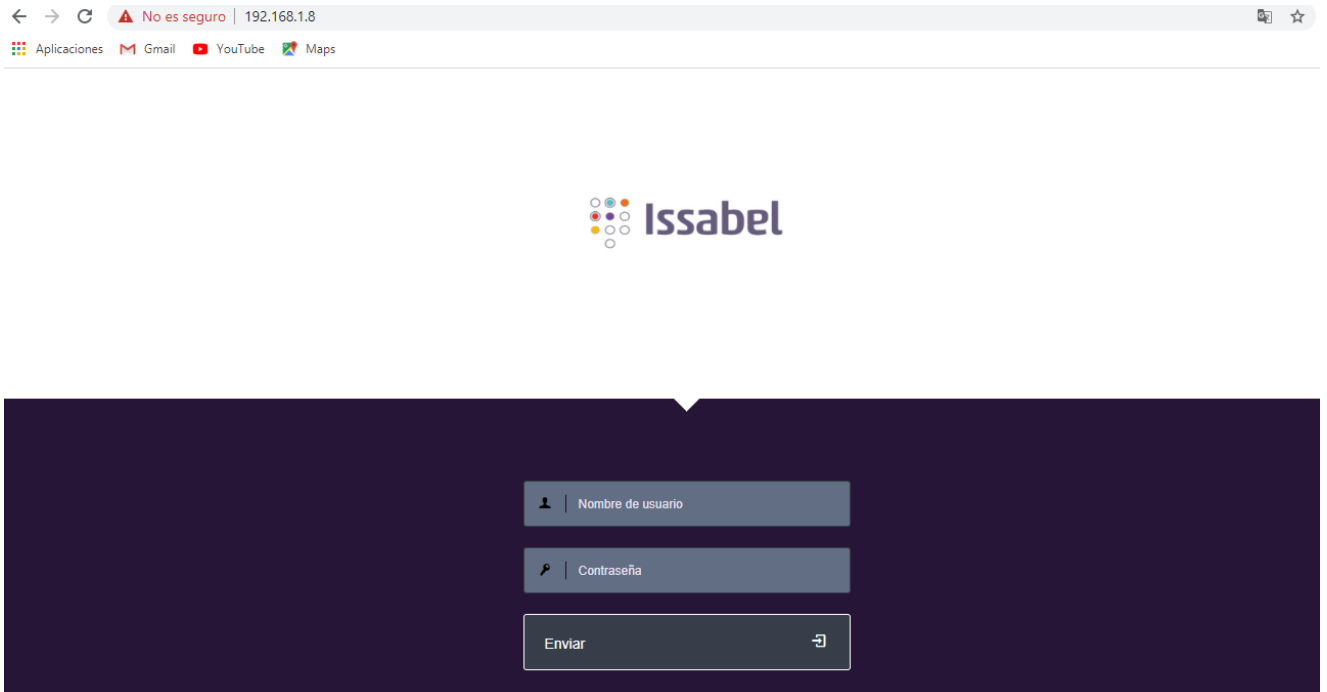 No es seguro | 192.168.1.8
Aplicaciones Gmail YouTube Maps
Issabel
Nombre de usuario
Contraseña
Enviar